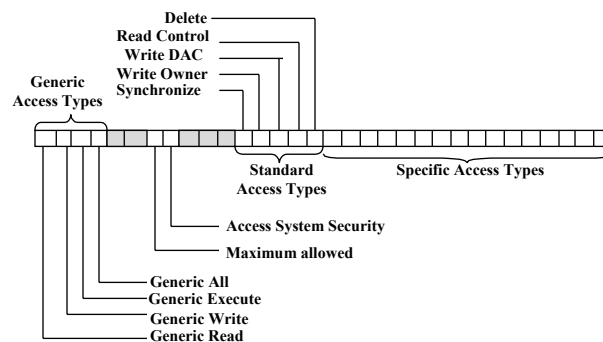 Delete
Read Control
Write DAC
Write Owner
Synchronize
Generic
Access Types
Standard
Access Types
Specific Access Types
Access System Security
Maximum allowed
Generic All
Generic Execute
Generic Write
Generic Read